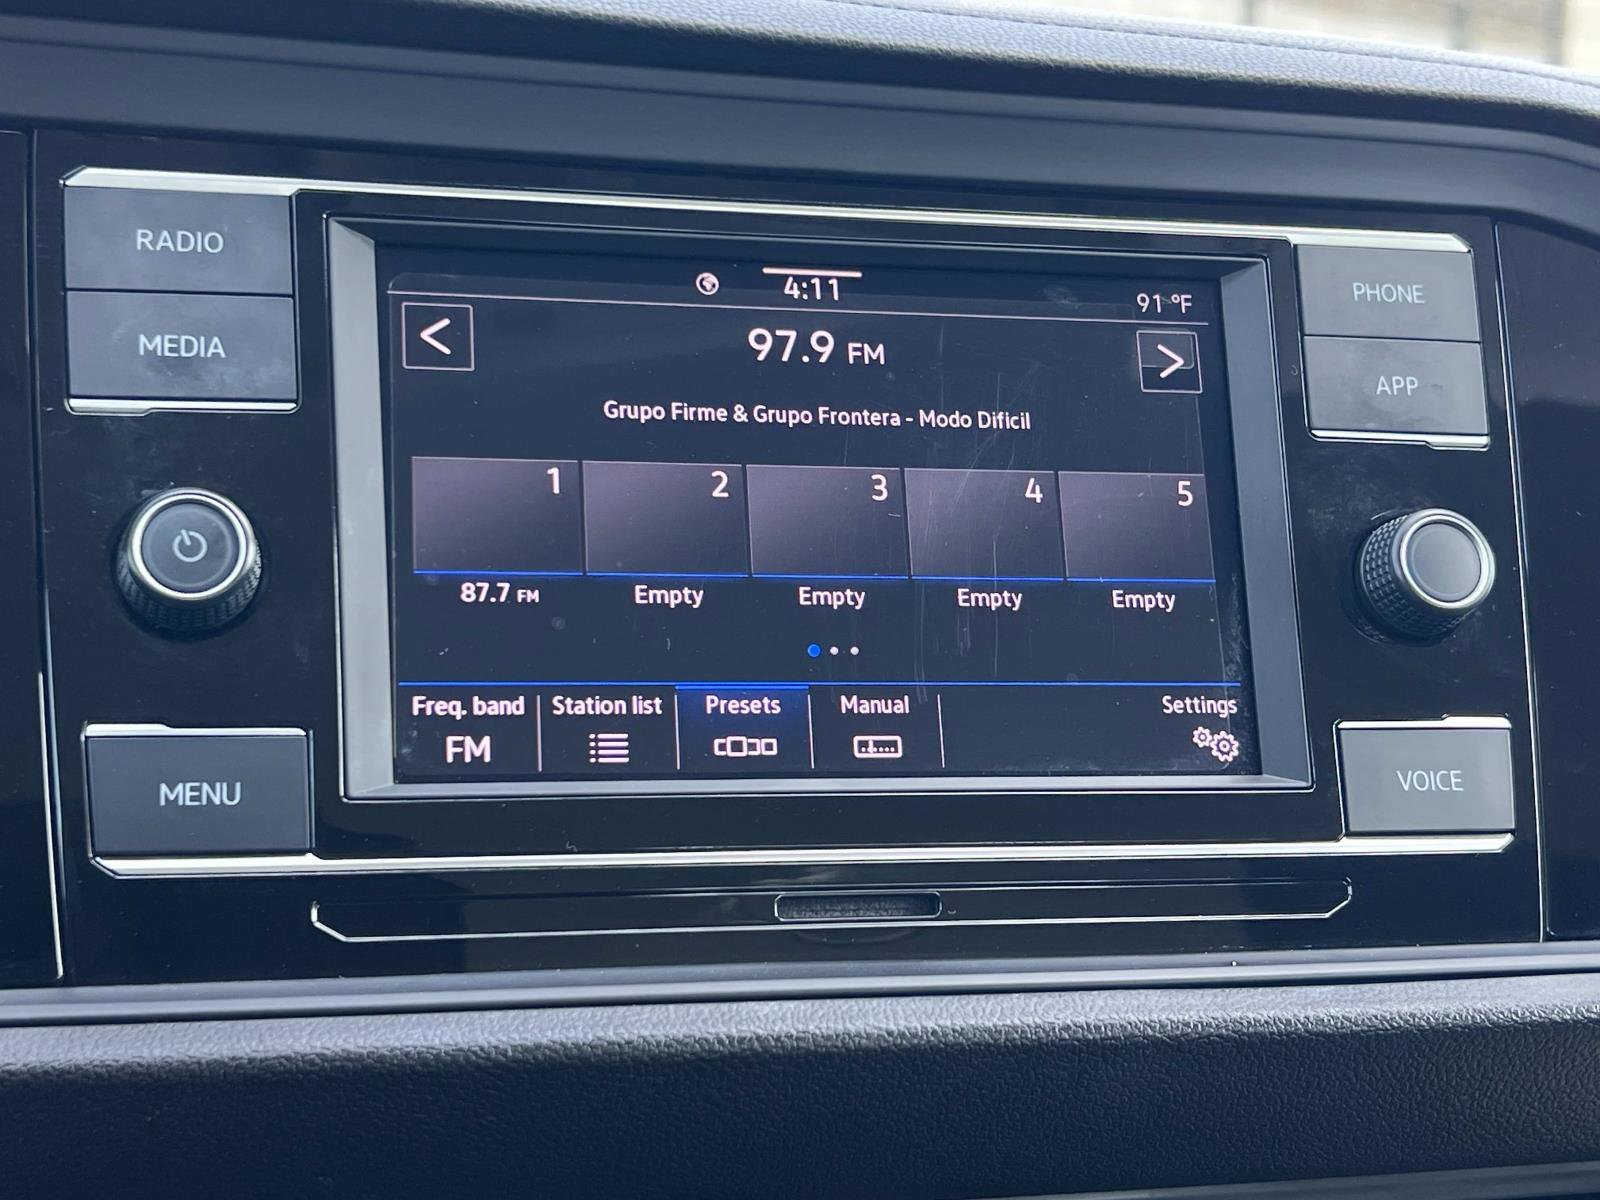 RADIO
MEDIA
MENU
4:11
91 °F
<
97.9 FM
>
Grupo Firme & Grupo Frontera - Modo Dificil
1 2 3 4 5
87.7 FM Empty Empty Empty Empty
Freq. band Station list Presets Manual Settings
FM
PHONE
APP
VOICE